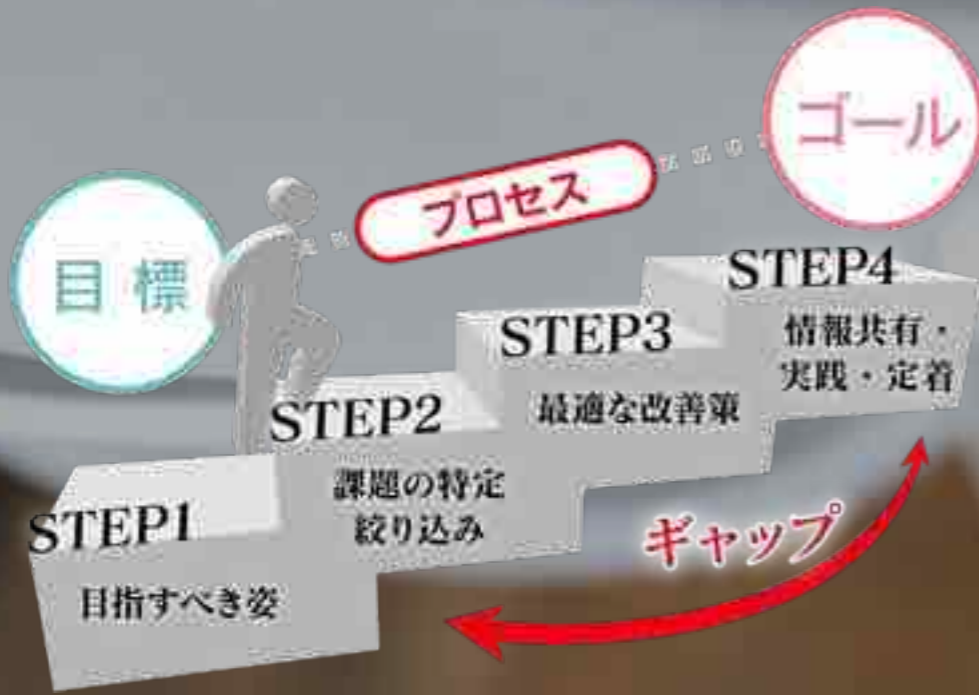 目標
プロセス
ゴール
STEP1
目指すべき姿
STEP2
課題の特定
絞り込み
STEP3
最適な改善策
STEP4
情報共有・
実践・定着
ギャップ